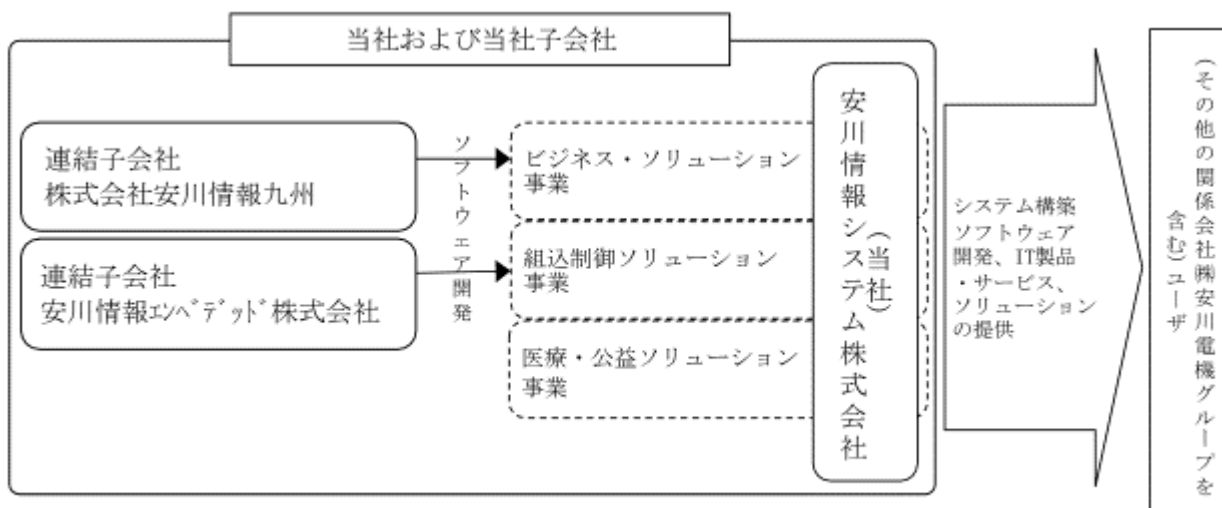 当社および当社子会社
連結子会社
株式会社安川情報九州
連結子会社
安川情報ｴﾝﾍﾞﾃﾞｯﾄﾞ株式会社
ソフトウェア開発
ビジネス・ソリューション
事業
組込制御ソリューション
事業
医療・公益ソリューション
事業
安川情報システム株式会社
(当社)
システム構築
ソフトウェア
開発、IT製品
・サービス、
ソリューション
の提供
(その他の関係会社㈱安川電機グループを
含む)ユーザ